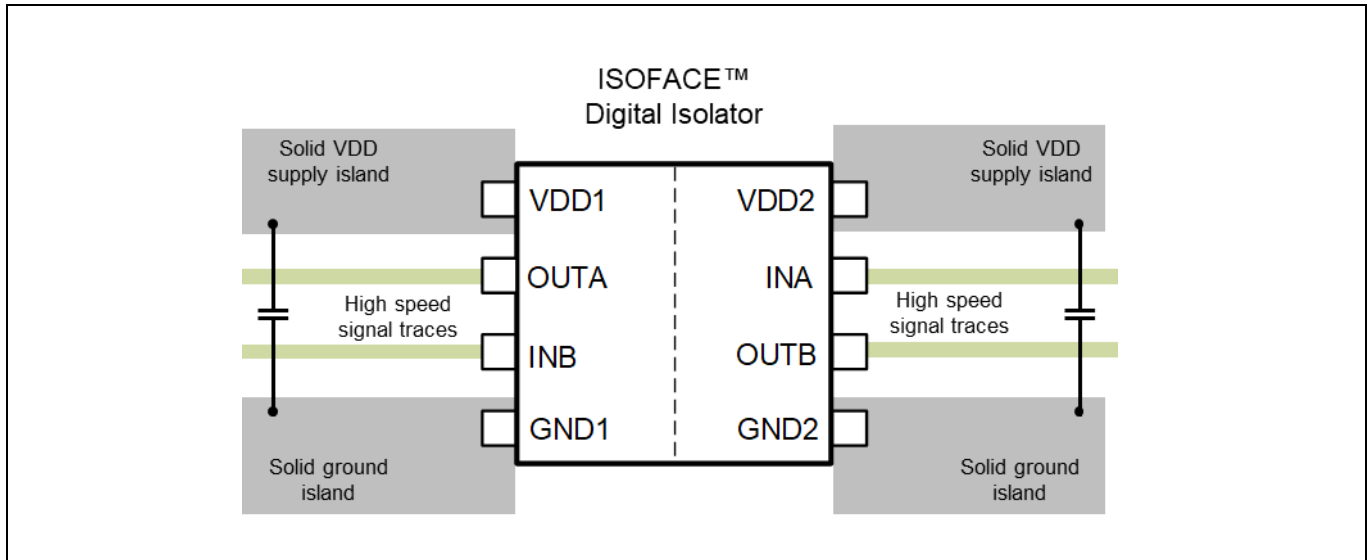 ISOFACE™
Digital Isolator
Solid VDD
supply island
Solid VDD
supply island
VDD1
VDD2
OUTA
INA
High speed
signal traces
High speed
signal traces
INB
OUTB
GND1
GND2
Solid ground
island
Solid ground
island